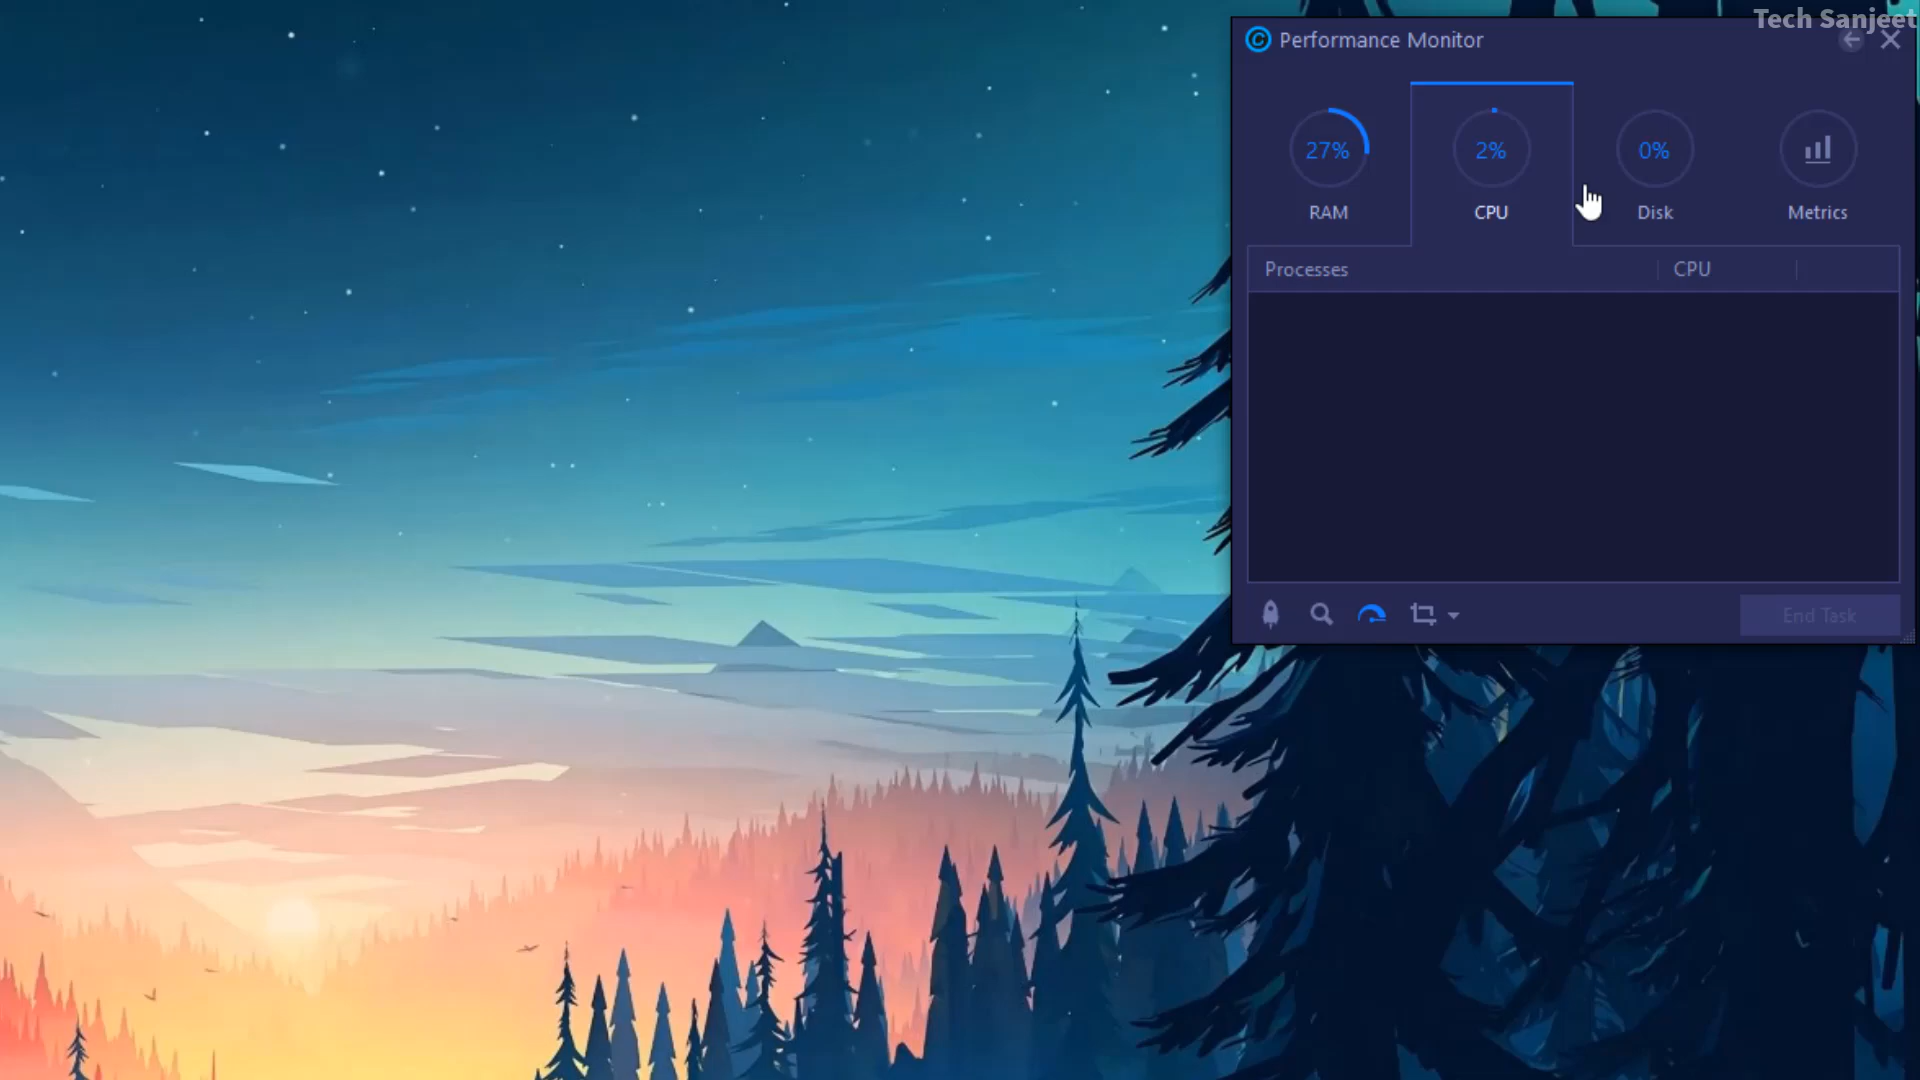 Tech Sanjeet
Performance Monitor
27%
2%
0%
RAM
CPU
Disk
Metrics
Processes
CPU
End Task